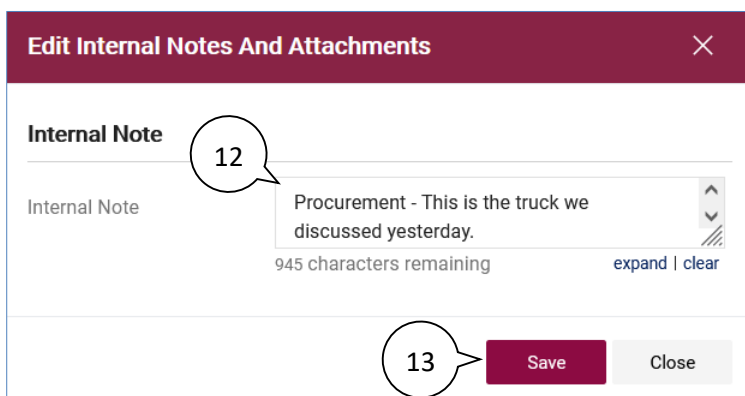 Edit Internal Notes And Attachments
Internal Note
12
Internal Note
Procurement - This is the truck we
discussed yesterday.
945 characters remaining
expand | clear
13
Save
Close